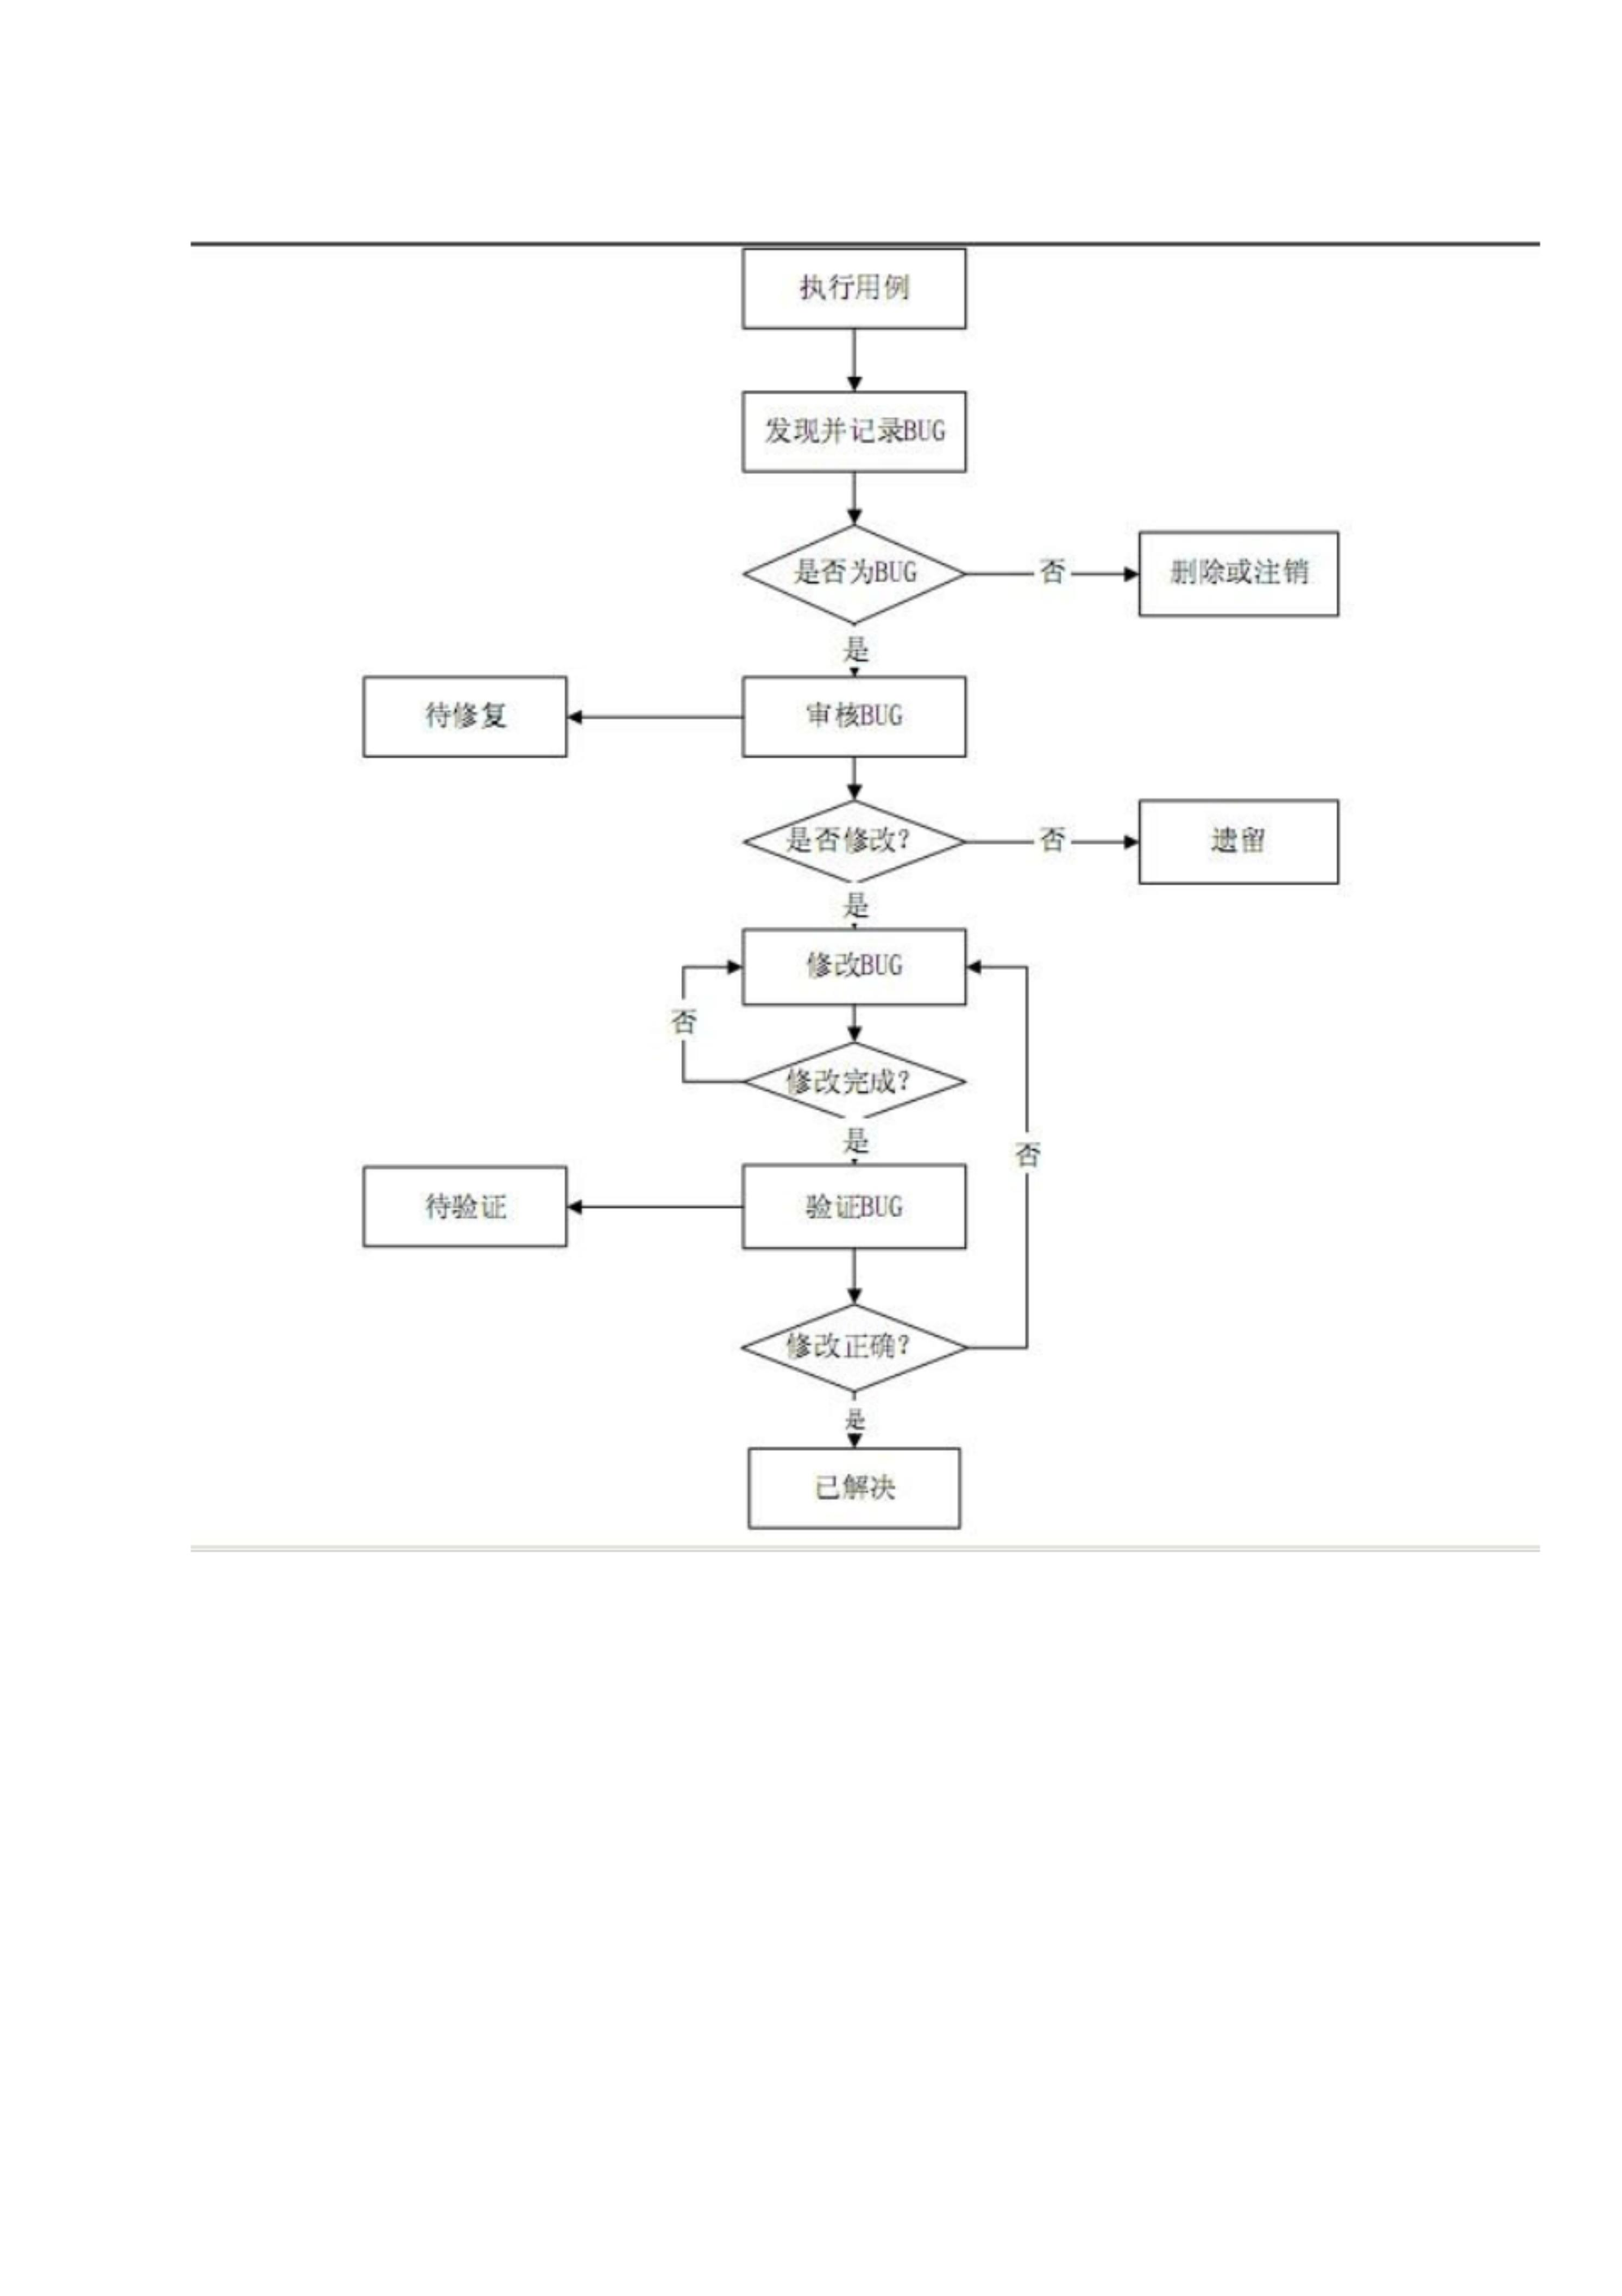 执行用例
发现并记录BUG
是否为BUG
否
删除或注销
是
待修复
审核BUG
是否修改?
否
遗留
是
修改BUG
否
修改完成?
是
否
待验证
验证BUG
修改正确?
是
已解决